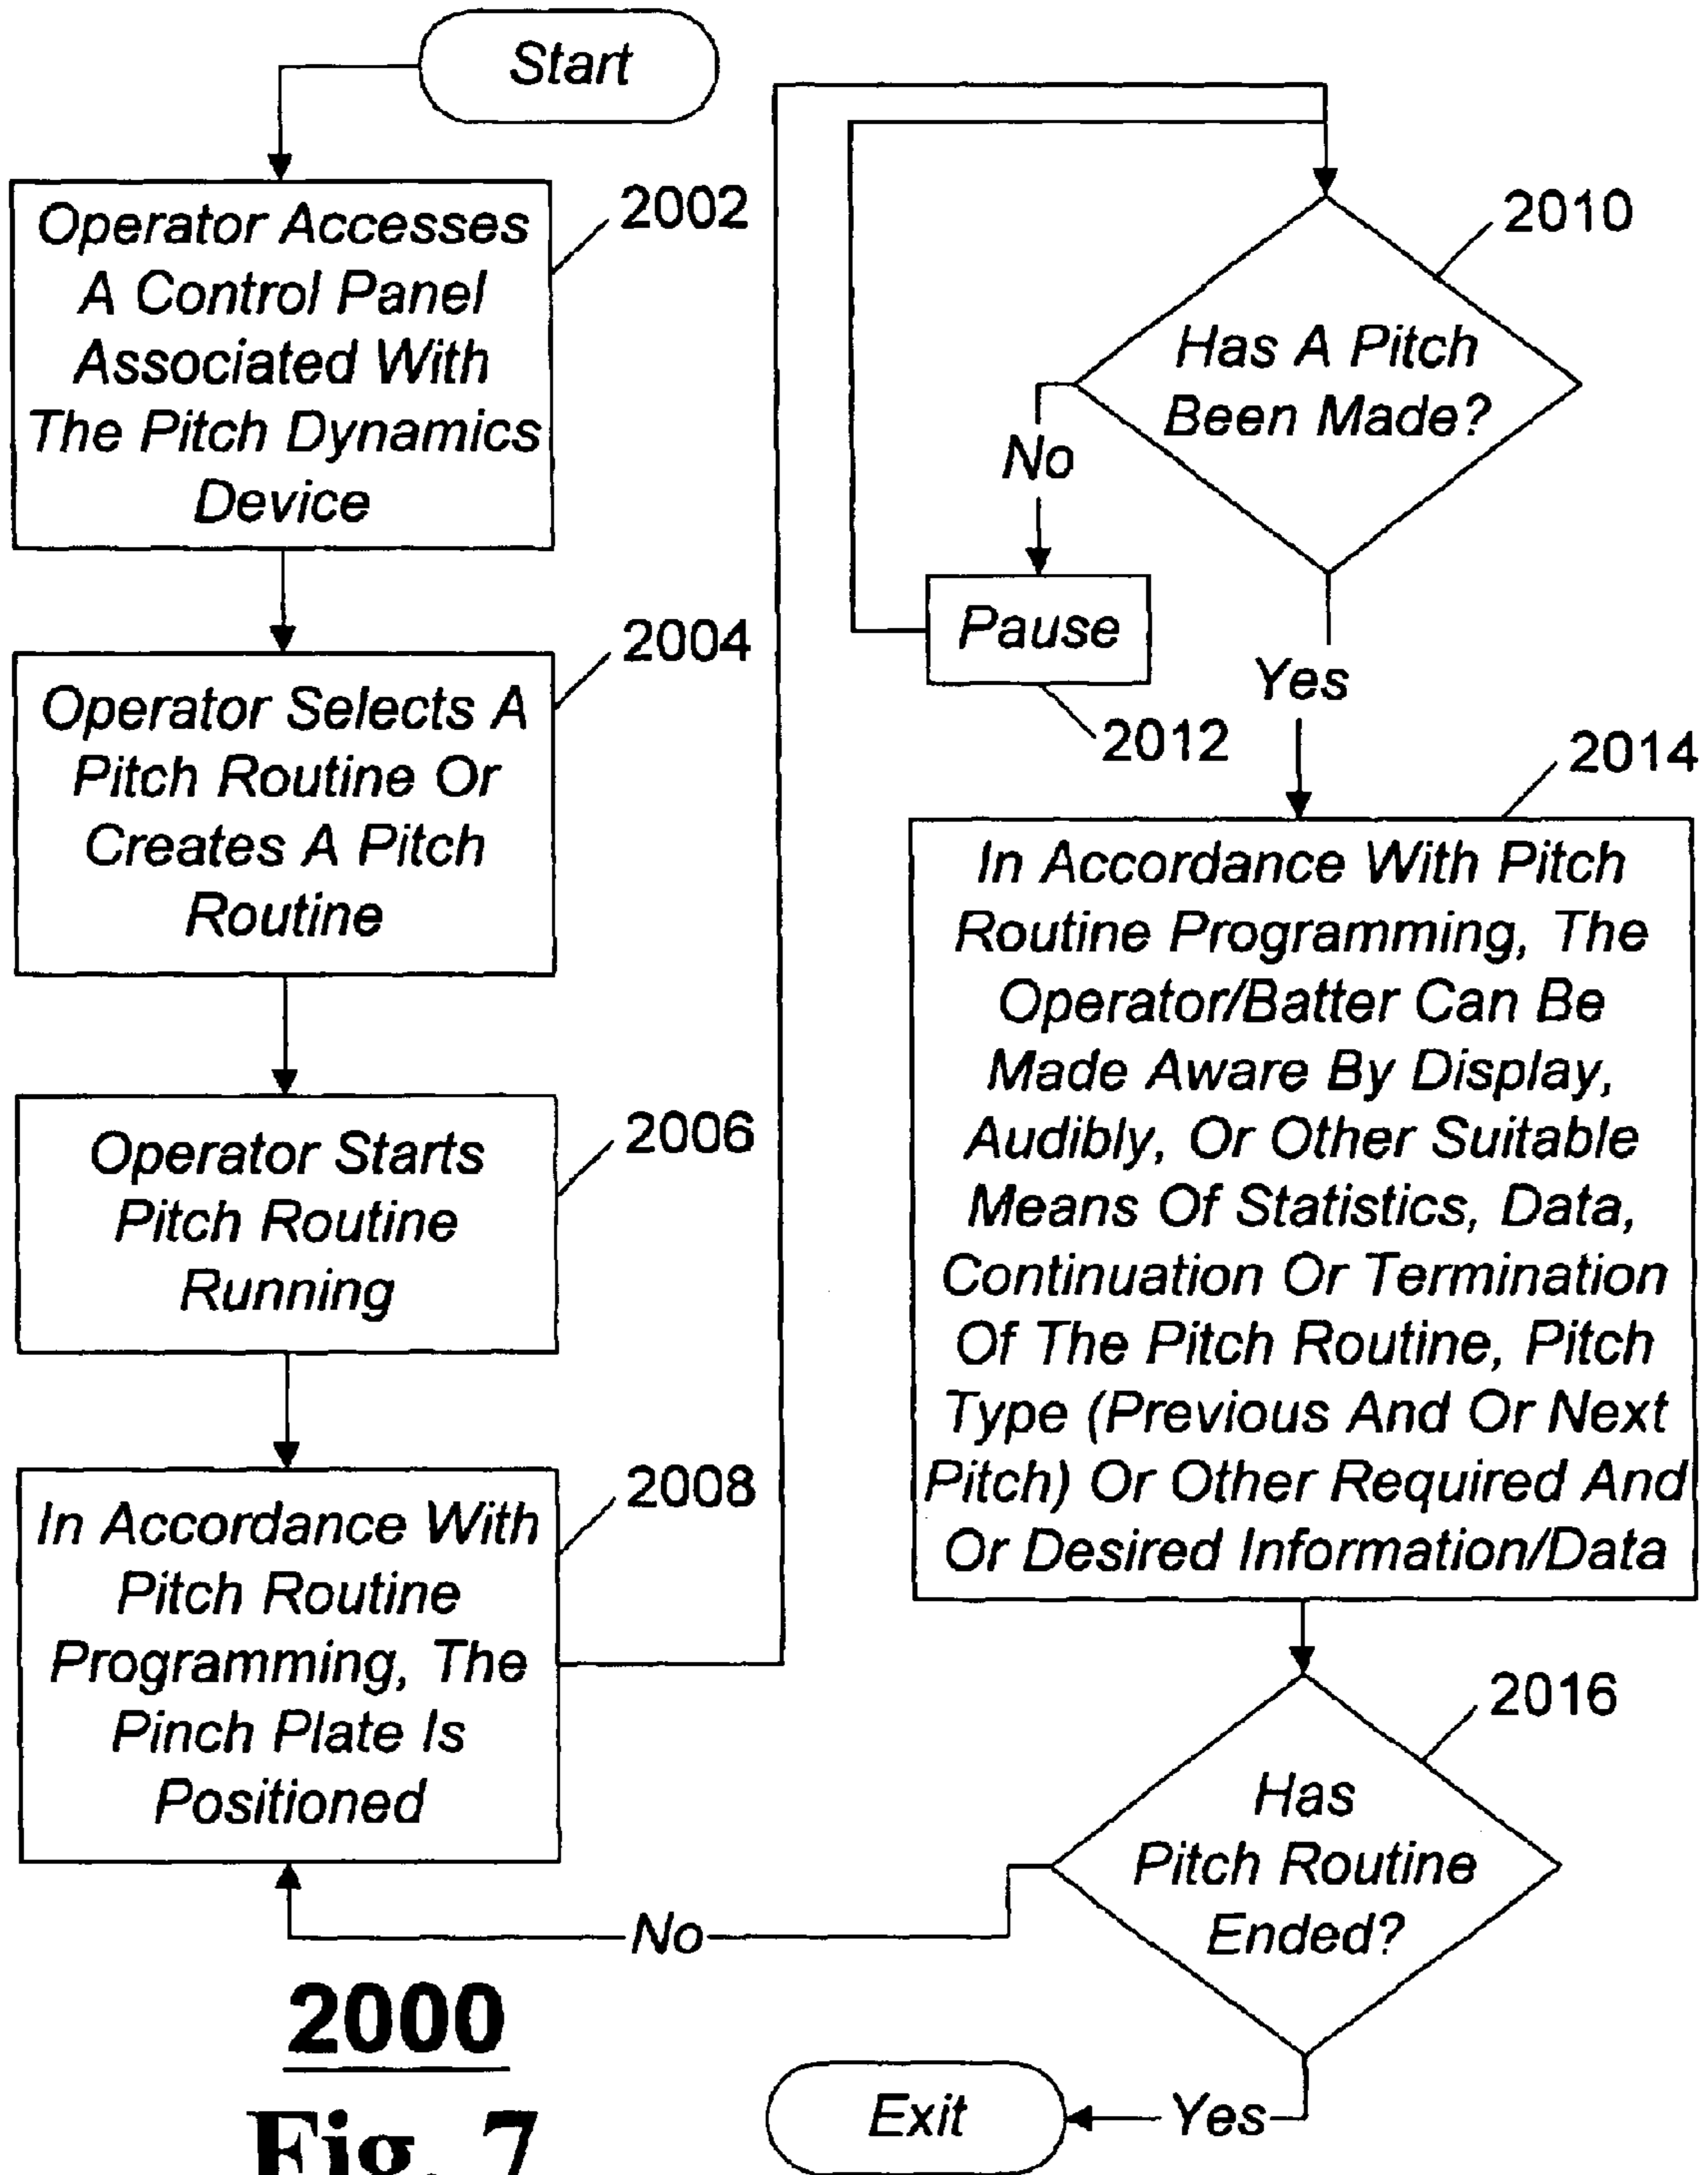 Start
Operator Accesses
A Control Panel
Associated With
The Pitch Dynamics
Device
2002
Operator Selects A
Pitch Routine Or
Creates A Pitch
Routine
2004
Operator Starts
Pitch Routine
Running
2006
In Accordance With
Pitch Routine
Programming, The
Pinch Plate Is
Positioned
2008
Has A Pitch
Been Made?
2010
No
Pause
2012
Yes
2014
In Accordance With Pitch
Routine Programming, The
Operator/Batter Can Be
Made Aware By Display,
Audibly, Or Other Suitable
Means Of Statistics, Data,
Continuation Or Termination
Of The Pitch Routine, Pitch
Type (Previous And Or Next
Pitch) Or Other Required And
Or Desired Information/Data
2016
Has
Pitch Routine
Ended?
No
Yes
Exit
2000
Fig. 7